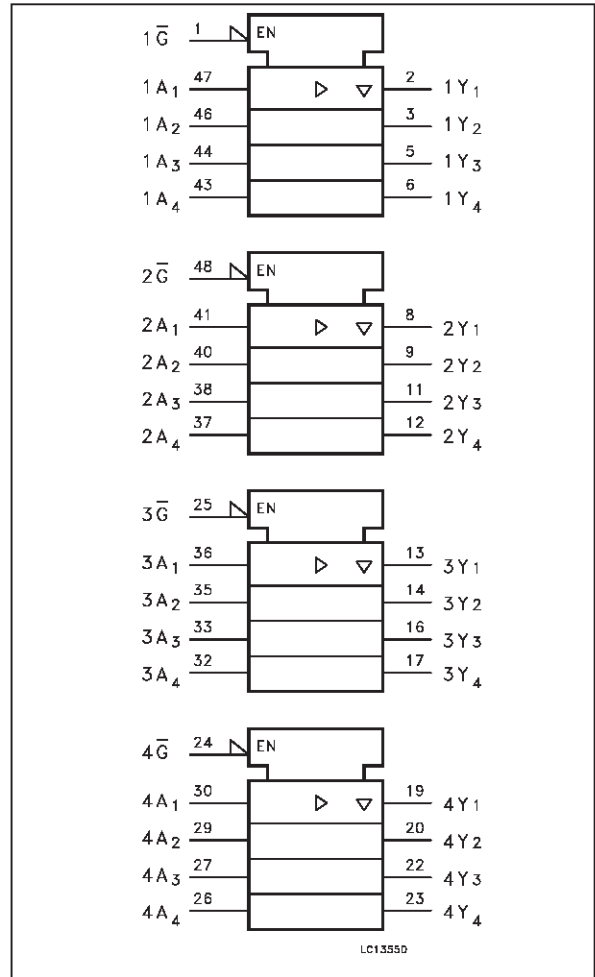 1G̅ 1 EN
1A₁ 47 2 1Y₁
1A₂ 46 3 1Y₂
1A₃ 44 5 1Y₃
1A₄ 43 6 1Y₄
2G̅ 48 EN
2A₁ 41 8 2Y₁
2A₂ 40 9 2Y₂
2A₃ 38 11 2Y₃
2A₄ 37 12 2Y₄
3G̅ 25 EN
3A₁ 36 13 3Y₁
3A₂ 35 14 3Y₂
3A₃ 33 16 3Y₃
3A₄ 32 17 3Y₄
4G̅ 24 EN
4A₁ 30 19 4Y₁
4A₂ 29 20 4Y₂
4A₃ 27 22 4Y₃
4A₄ 26 23 4Y₄
LC1355D